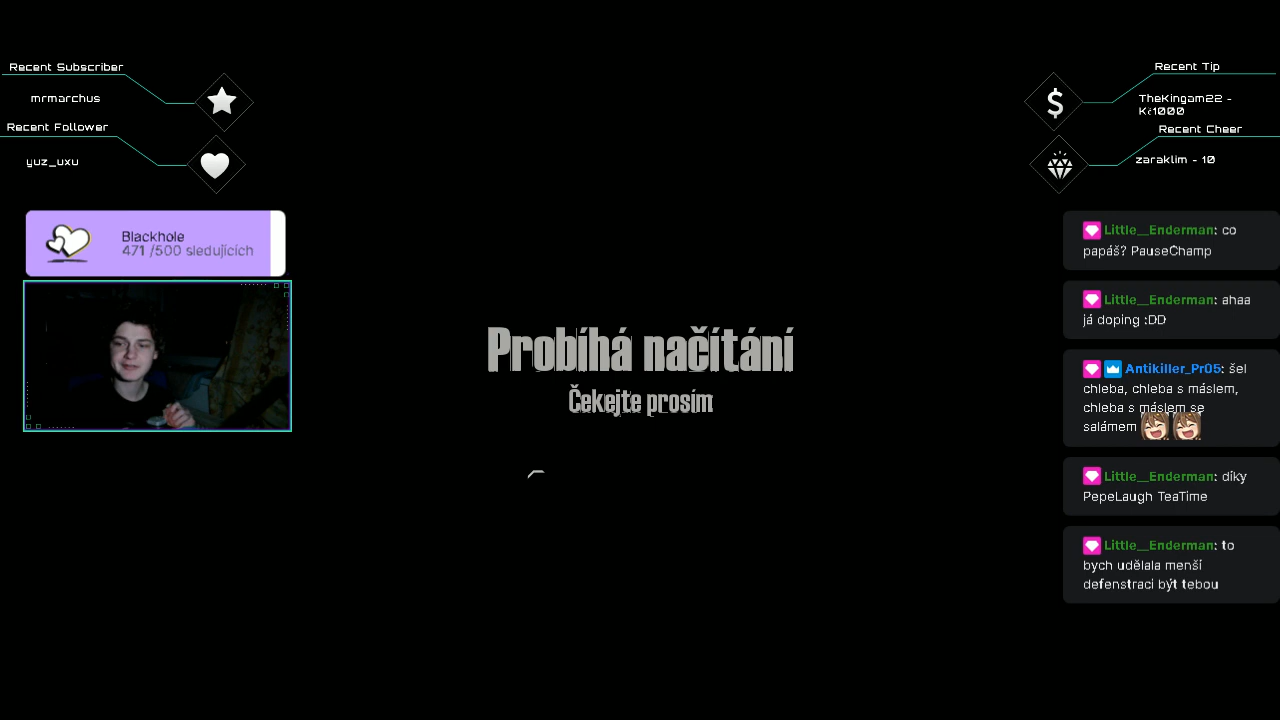 Recent Subscriber
mrmarchus
Recent Follower
yuz_uxu
Recent Tip
TheKingam22 -
Kč1000
Recent Cheer
zaraklim - 10
Blackhole
471 /500 sledujících
Probíhá načítání
Čekejte prosím
Little__Enderman: co
papáš? PauseChamp
Little__Enderman: ahaa
já doping :DD
Antikiller_Pr05: šel
chleba, chleba s máslem,
chleba s máslem se
salámem
Little__Enderman: díky
PepeLaugh TeaTime
Little__Enderman: to
bych udělala menší
defenstraci být tebou